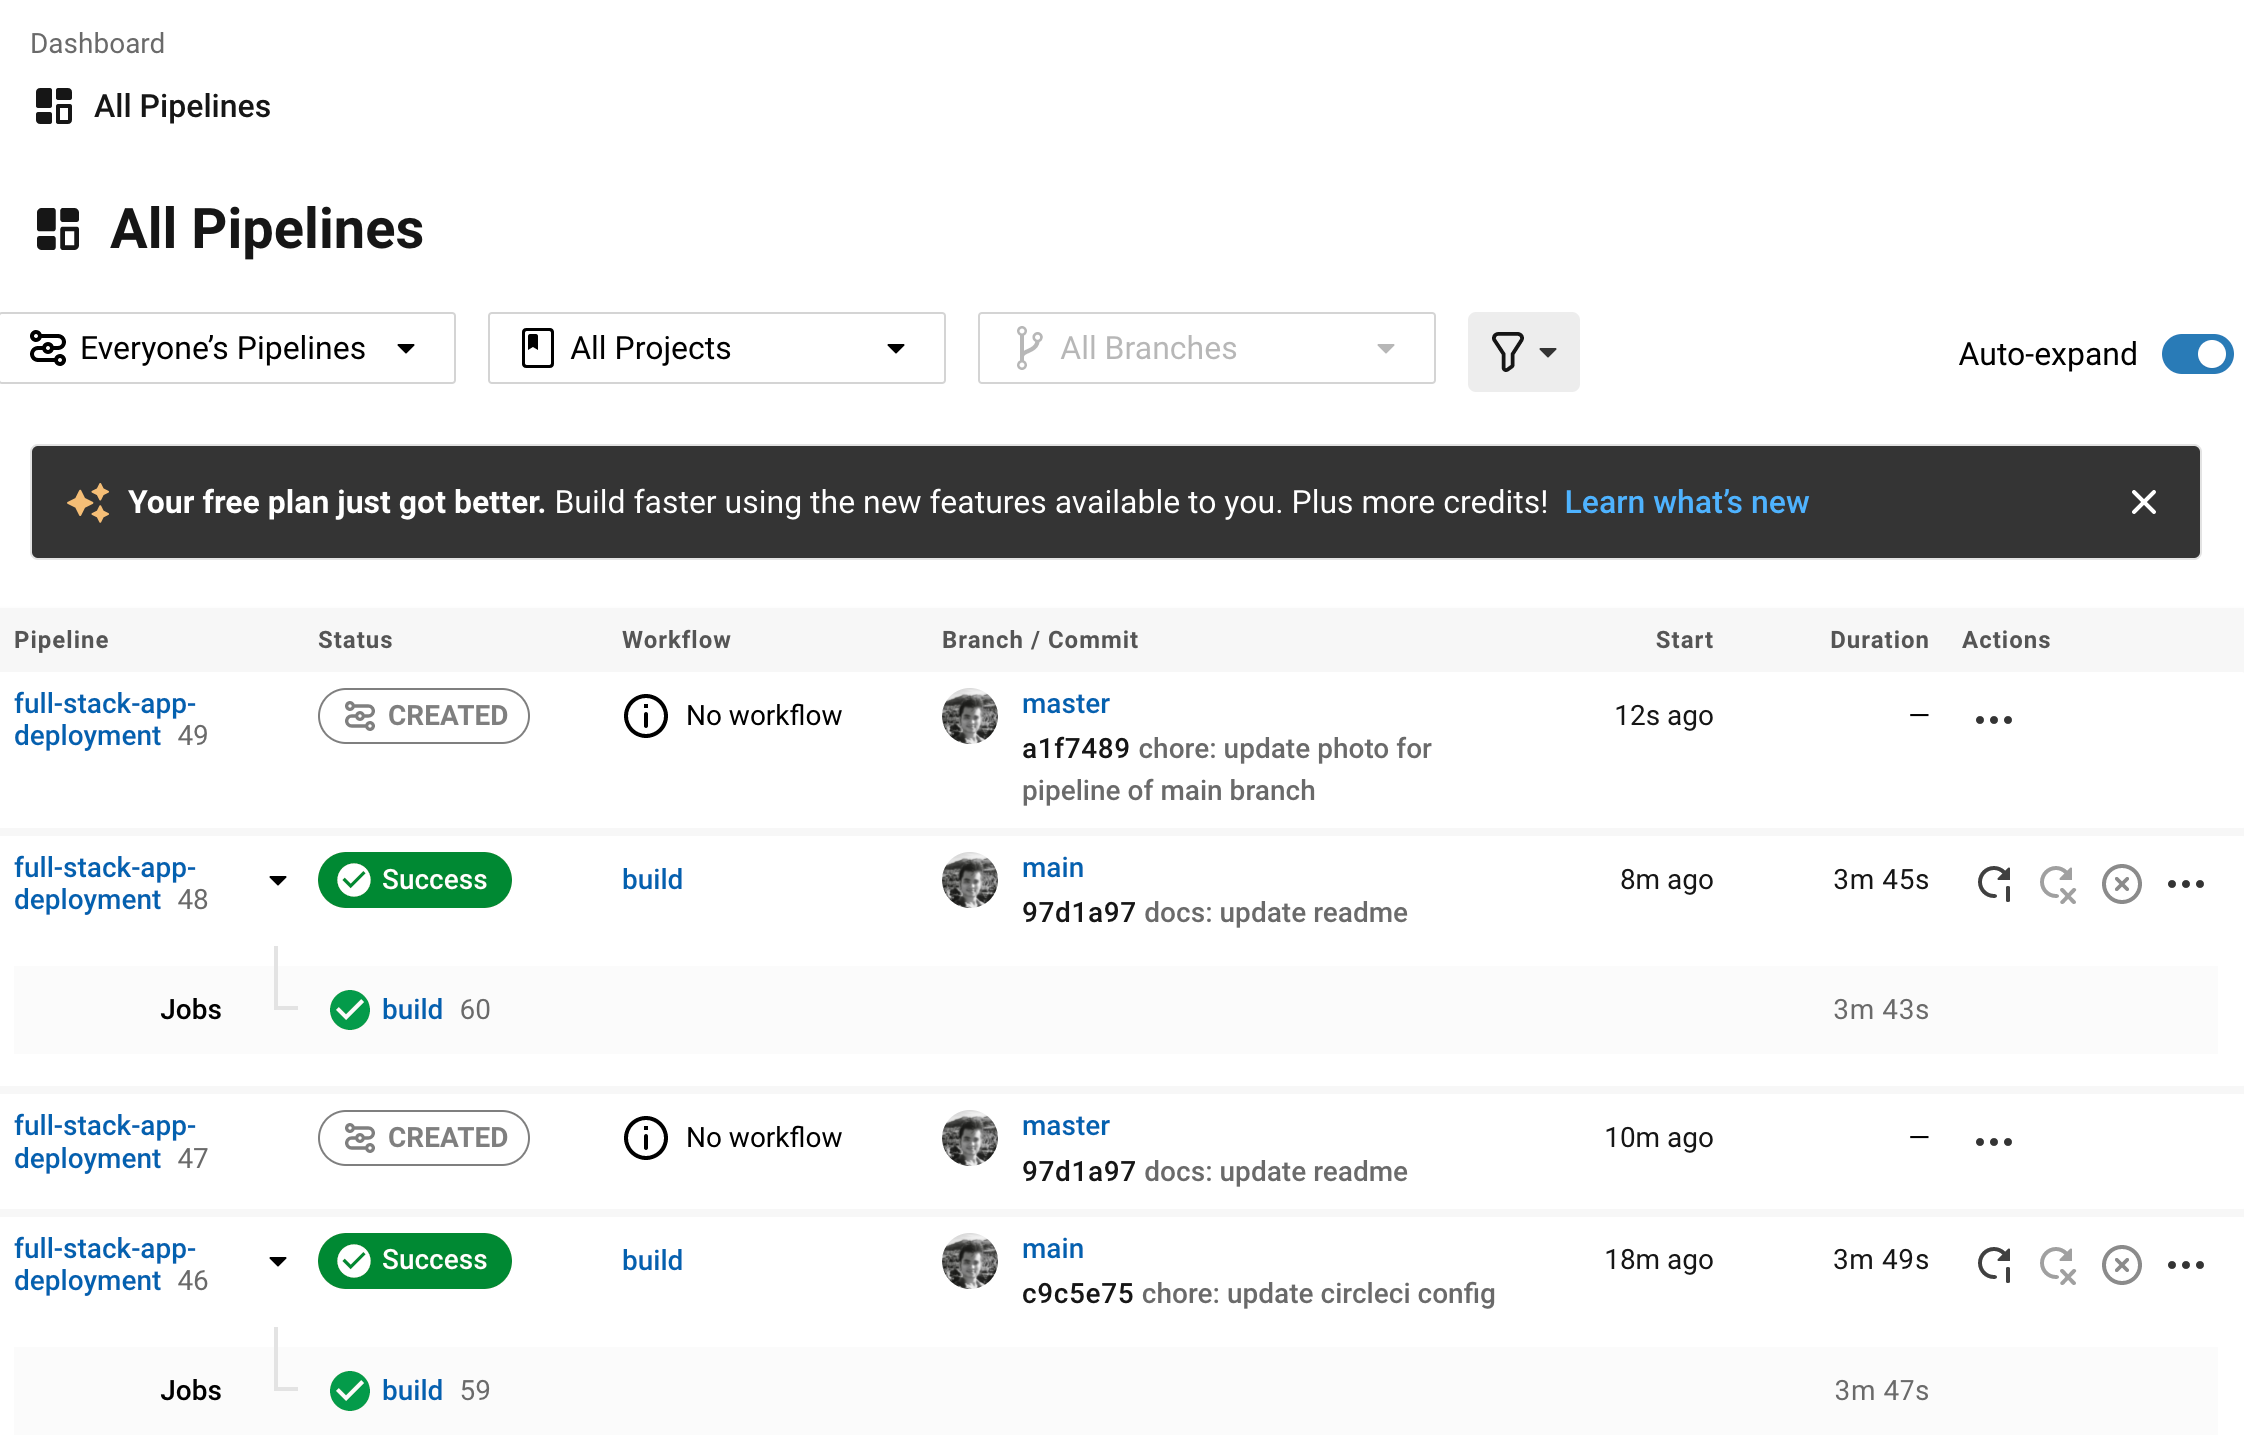 Dashboard
All Pipelines
All Pipelines
Everyone’s Pipelines
All Projects
All Branches
Auto-expand
Your free plan just got better. Build faster using the new features available to you. Plus more credits! Learn what’s new
Pipeline Status Workflow Branch / Commit Start Duration Actions
full-stack-app-
deployment 49
CREATED
No workflow
master
a1f7489 chore: update photo for
pipeline of main branch
12s ago
—
full-stack-app-
deployment 48
Success
build
main
97d1a97 docs: update readme
8m ago
3m 45s
Jobs
build 60
3m 43s
full-stack-app-
deployment 47
CREATED
No workflow
master
97d1a97 docs: update readme
10m ago
—
full-stack-app-
deployment 46
Success
build
main
c9c5e75 chore: update circleci config
18m ago
3m 49s
Jobs
build 59
3m 47s